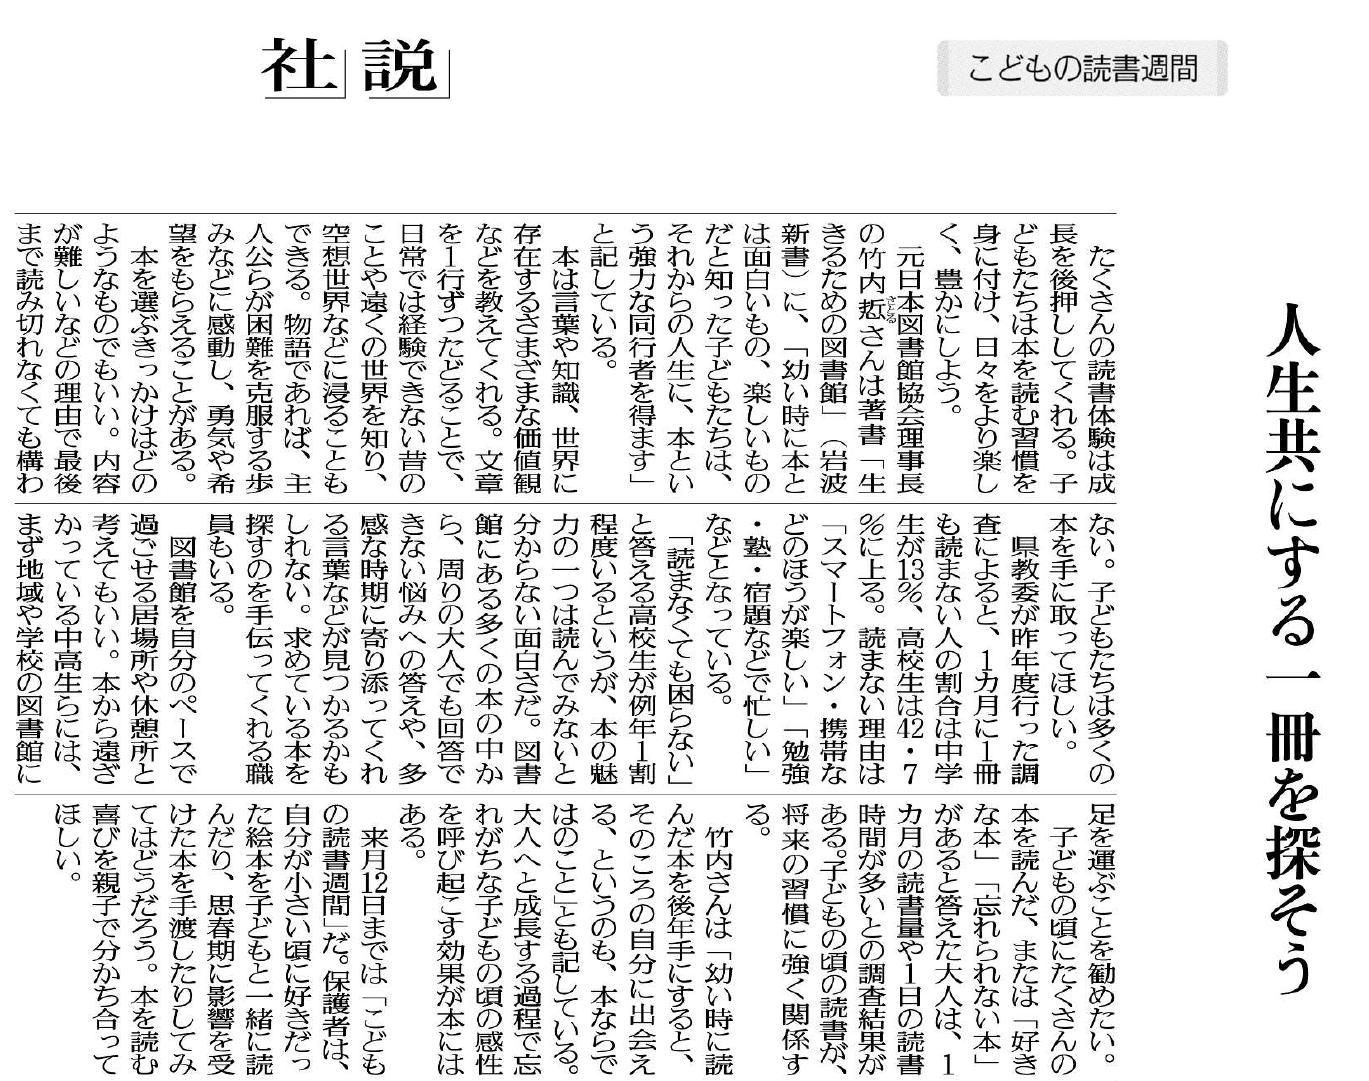 社説
こどもの読書週間
人生共にする一冊を探そう
　たくさんの読書体験は成
長を後押ししてくれる。子
どもたちは本を読む習慣を
身に付け、日々をより楽し
く、豊かにしよう。
　元日本図書館協会理事長
の竹内悊さんは著書「生
さとる
きるための図書館」（岩波
新書）に、「幼い時に本と
は面白いもの、楽しいもの
だと知った子どもたちは、
それからの人生に、本とい
う強力な同行者を得ます」
と記している。
　本は言葉や知識、世界に
存在するさまざまな価値観
などを教えてくれる。文章
を1行ずつたどることで、
日常では経験できない昔の
ことや遠くの世界を知り、
空想世界などに浸ることも
できる。物語であれば、主
人公らが困難を克服する歩
みなどに感動し、勇気や希
望をもらえることがある。
　本を選ぶきっかけはどの
ようなものでもいい。内容
が難しいなどの理由で最後
まで読み切れなくても構わ
ない。子どもたちは多くの
本を手に取ってほしい。
　県教委が昨年度行った調
査によると、1カ月に1冊
も読まない人の割合は中学
生が13%、高校生は42・7
%に上る。読まない理由は
「スマートフォン・携帯な
どのほうが楽しい」「勉強
・塾・宿題などで忙しい」
などとなっている。
　「読まなくても困らない」
と答える高校生が例年1割
程度いるというが、本の魅
力の一つは読んでみないと
分からない面白さだ。図書
館にある多くの本の中か
ら、周りの大人でも回答で
きない悩みへの答えや、多
感な時期に寄り添ってくれ
る言葉などが見つかるかも
しれない。求めている本を
探すのを手伝ってくれる職
員もいる。
　図書館を自分のペースで
過ごせる居場所や休憩所と
考えてもいい。本から遠ざ
かっている中高生らには、
まず地域や学校の図書館に
足を運ぶことを勧めたい。
　子どもの頃にたくさんの
本を読んだ、または「好き
な本」「忘れられない本」
があると答えた大人は、1
カ月の読書量や1日の読書
時間が多いとの調査結果が
ある。子どもの頃の読書が、
将来の習慣に強く関係す
る。
　竹内さんは「幼い時に読
んだ本を後年手にすると、
そのころの自分に出会え
る、というのも、本ならで
はのこと」とも記している。
大人へと成長する過程で忘
れがちな子どもの頃の感性
を呼び起こす効果が本には
ある。
　来月12日までは「こども
の読書週間」だ。保護者は、
自分が小さい頃に好きだっ
た絵本を子どもと一緒に読
んだり、思春期に影響を受
けた本を手渡したりしてみ
てはどうだろう。本を読む
喜びを親子で分かち合って
ほしい。